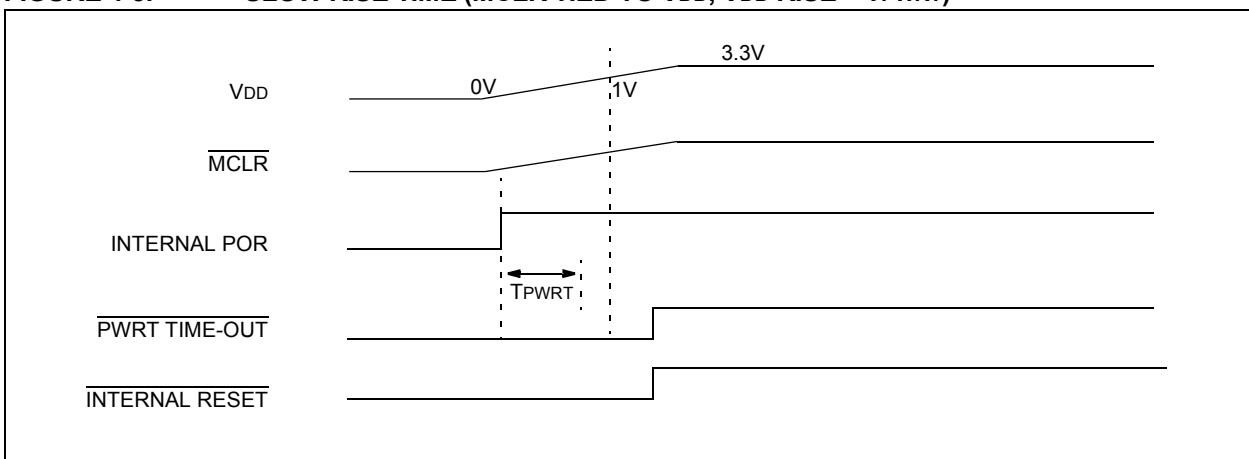 3.3V
VDD
0V
1V
MCLR
INTERNAL POR
TPWRT
PWRT TIME-OUT
INTERNAL RESET